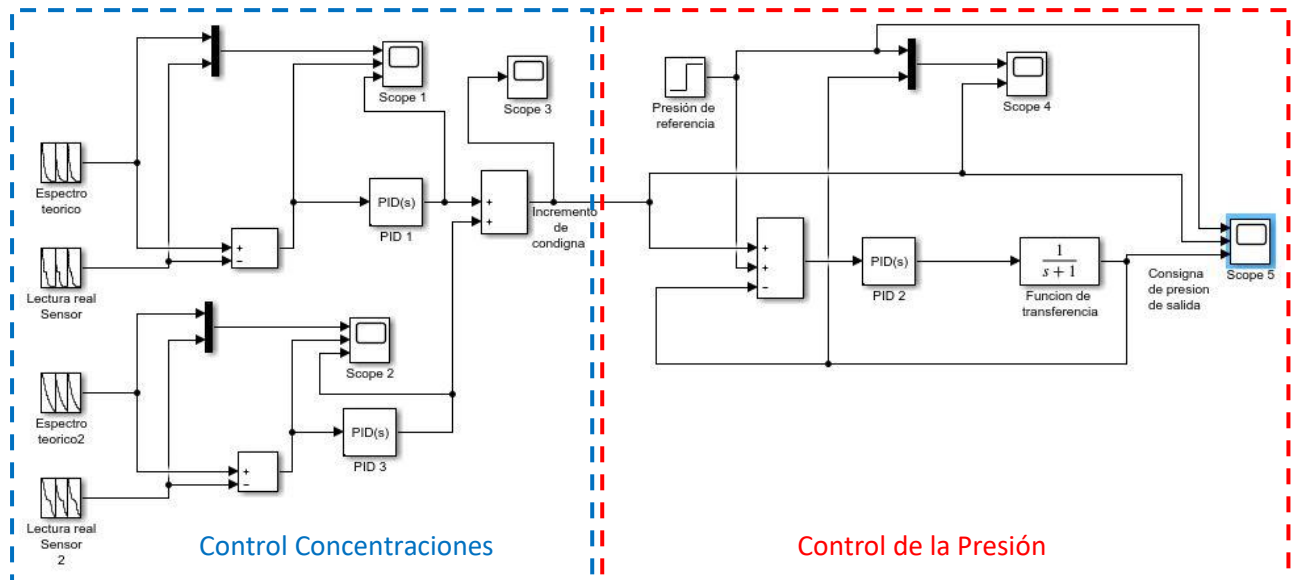 Scope 1
Scope 3
Espectro
teorico
PID(s)
PID 1
+
+
Incremento
de
condigna
+
−
Lectura real
Sensor
Scope 2
Espectro
teorico2
PID(s)
PID 3
+
−
Lectura real
Sensor
2
Control Concentraciones
Presión de
referencia
Scope 4
+
+
−
PID(s)
PID 2
1
s + 1
Funcion de
transferencia
Consigna
de presion
de salida
Scope 5
Control de la Presión